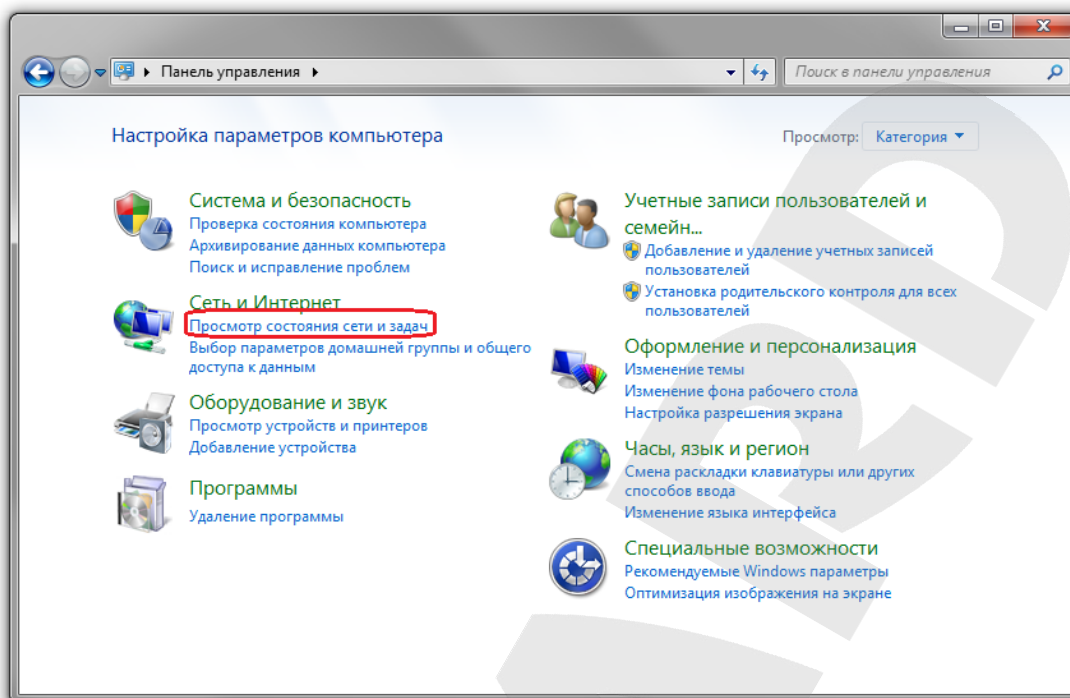 Панель управления
Поиск в панели управления
Настройка параметров компьютера
Просмотр: Категория
Система и безопасность
Проверка состояния компьютера
Архивирование данных компьютера
Поиск и исправление проблем
Сеть и Интернет
Просмотр состояния сети и задач
Выбор параметров домашней группы и общего
доступа к данным
Оборудование и звук
Просмотр устройств и принтеров
Добавление устройства
Программы
Удаление программы
Учетные записи пользователей и
семейн...
Добавление и удаление учетных записей
пользователей
Установка родительского контроля для всех
пользователей
Оформление и персонализация
Изменение темы
Изменение фона рабочего стола
Настройка разрешения экрана
Часы, язык и регион
Смена раскладки клавиатуры или других
способов ввода
Изменение языка интерфейса
Специальные возможности
Рекомендуемые Windows параметры
Оптимизация изображения на экране